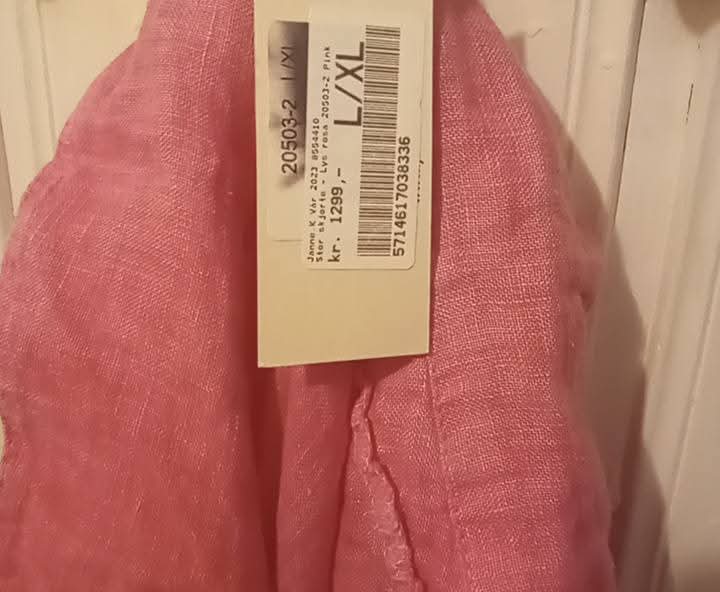 20503-2 L/XL
Janne K Vår 2023 8554410
Stor skjorte - Lys rosa 20503-2 Pink
kr. 1299,-
L/XL
5714617038336